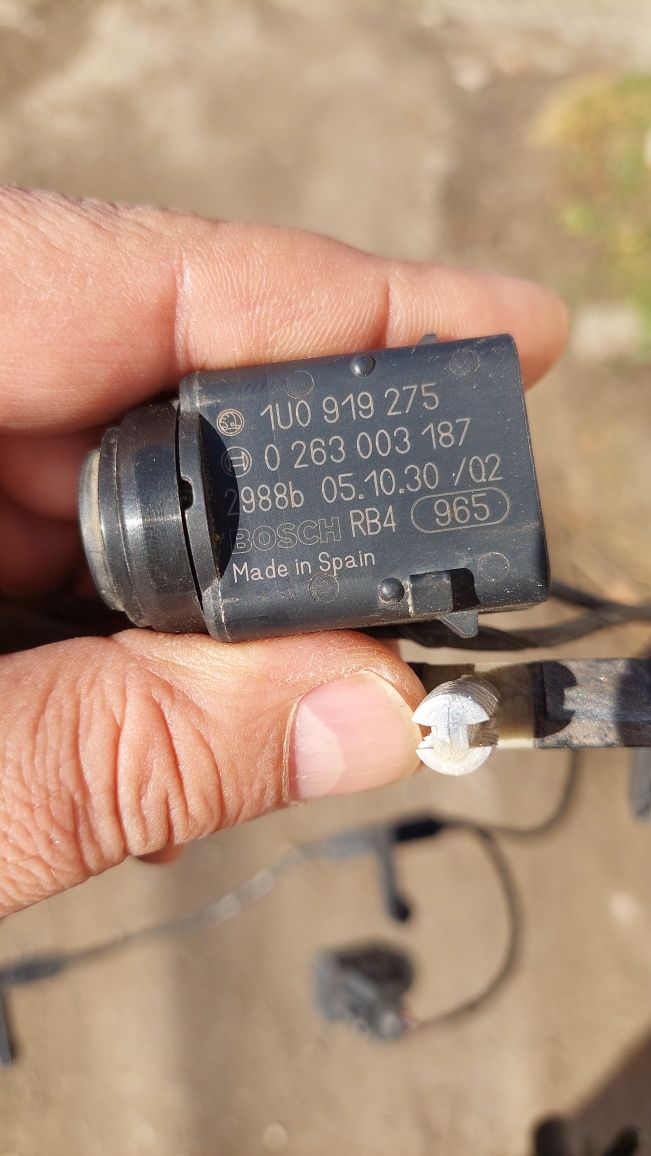 1U0 919 275
0 263 003 187
2988b 05.10.30 /Q2
BOSCH RB4 965
Made in Spain